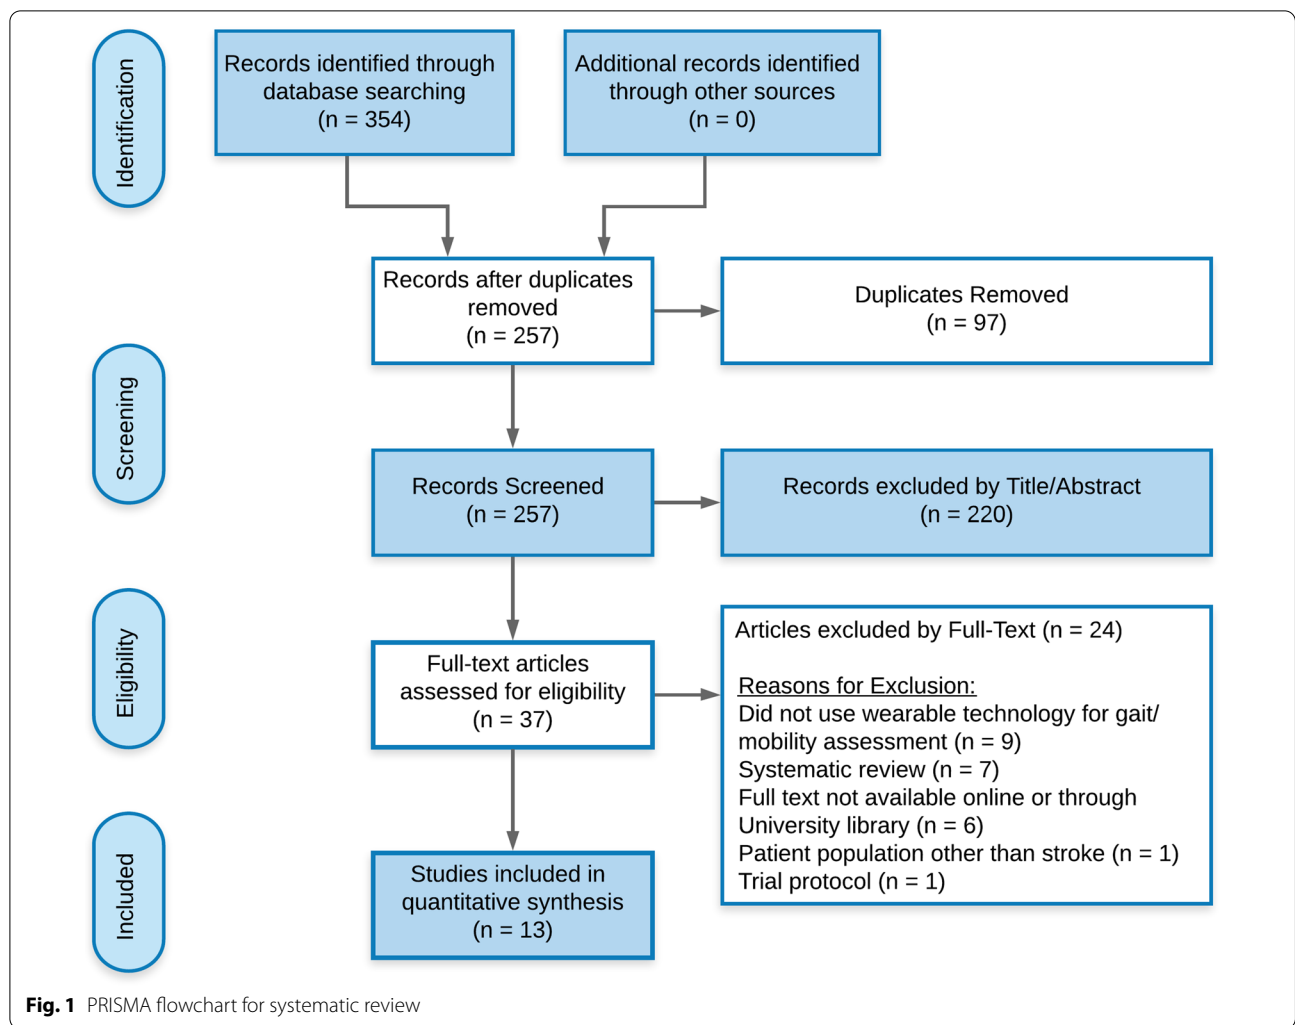 Identification
Records identified through
database searching
(n = 354)
Additional records identified
through other sources
(n = 0)
Records after duplicates
removed
(n = 257)
Duplicates Removed
(n = 97)
Screening
Records Screened
(n = 257)
Records excluded by Title/Abstract
(n = 220)
Eligibility
Full-text articles
assessed for eligibility
(n = 37)
Articles excluded by Full-Text (n = 24)
Reasons for Exclusion:
Did not use wearable technology for gait/
mobility assessment (n = 9)
Systematic review (n = 7)
Full text not available online or through
University library (n = 6)
Patient population other than stroke (n = 1)
Trial protocol (n = 1)
Included
Studies included in
quantitative synthesis
(n = 13)
Fig. 1 PRISMA flowchart for systematic review